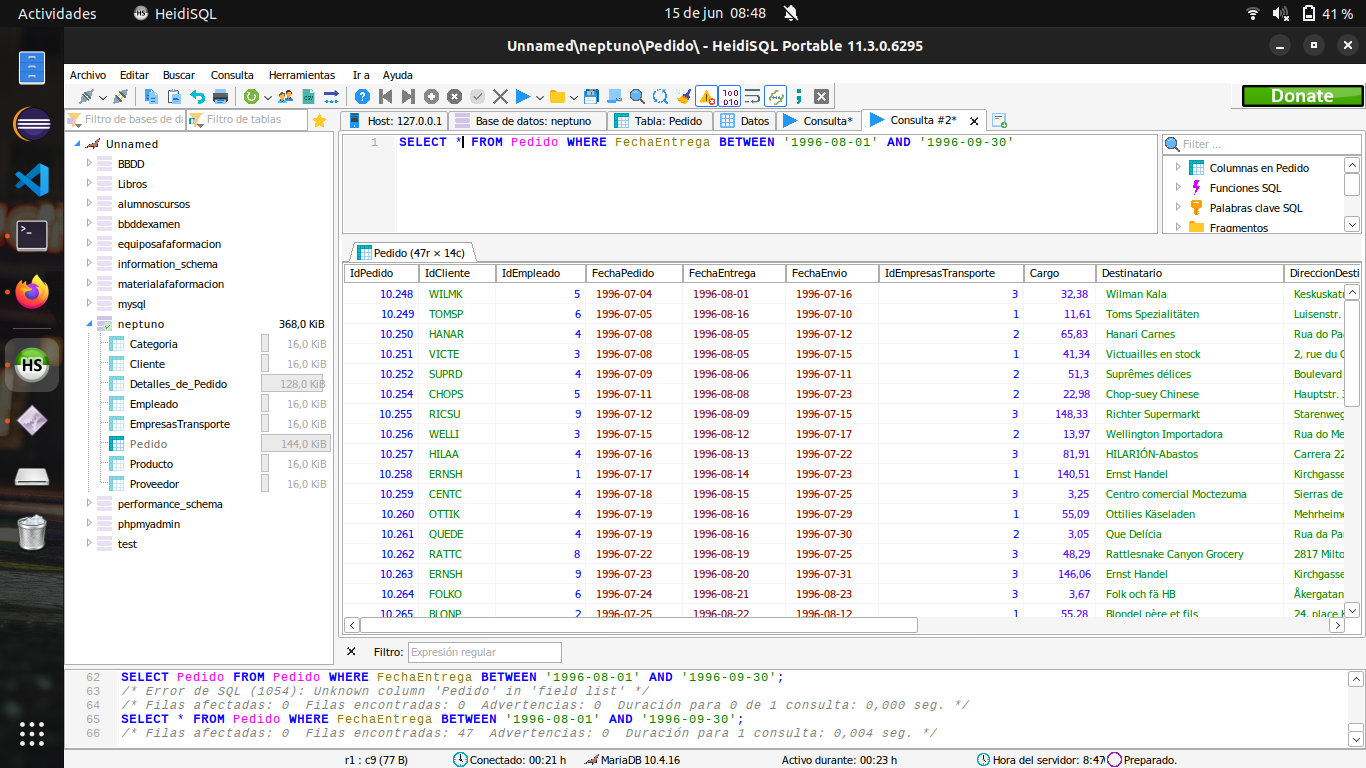 Actividades HeidiSQL 15 de jun 08:48 41 %
Unnamed\neptuno\Pedido\ - HeidiSQL Portable 11.3.0.6295
Archivo Editar Buscar Consulta Herramientas Ir a Ayuda
Donate
Filtro de bases de da Filtro de tablas
Host: 127.0.0.1 Base de datos: neptuno Tabla: Pedido Datos Consulta* Consulta #2*
Unnamed
BBDD
Libros
alumnoscursos
bbddexamen
equiposafaformacion
information_schema
materialafaformacion
mysql
neptuno 368,0 KiB
Categoria 16,0 KiB
Cliente 16,0 KiB
Detalles_de_Pedido 128,0 KiB
Empleado 16,0 KiB
EmpresasTransporte 16,0 KiB
Pedido 144,0 KiB
Producto 16,0 KiB
Proveedor 16,0 KiB
performance_schema
phpmyadmin
test
HS
1 SELECT * FROM Pedido WHERE FechaEntrega BETWEEN '1996-08-01' AND '1996-09-30'
Filter ...
Columnas en Pedido
Funciones SQL
Palabras clave SQL
Fragmentos
Pedido (47r × 14c)
IdPedido IdCliente IdEmpleado FechaPedido FechaEntrega FechaEnvio IdEmpresasTransporte Cargo Destinatario DireccionDesti
10.248 WILMK 5 1996-07-04 1996-08-01 1996-07-16 3 32,38 Wilman Kala Keskuskatu
10.249 TOMSP 6 1996-07-05 1996-08-16 1996-07-10 1 11,61 Toms Spezialitäten Luisenstr.
10.250 HANAR 4 1996-07-08 1996-08-05 1996-07-12 2 65,83 Hanari Carnes Rua do Pa
10.251 VICTE 3 1996-07-08 1996-08-05 1996-07-15 1 41,34 Victuailles en stock 2, rue du C
10.252 SUPRD 4 1996-07-09 1996-08-06 1996-07-11 2 51,3 Suprêmes délices Boulevard
10.254 CHOPS 5 1996-07-11 1996-08-08 1996-07-23 2 22,98 Chop-suey Chinese Hauptstr.
10.255 RICSU 9 1996-07-12 1996-08-09 1996-07-15 3 148,33 Richter Supermarkt Starenweg
10.256 WELLI 3 1996-07-15 1996-08-12 1996-07-17 2 13,97 Wellington Importadora Rua do Me
10.257 HILAA 4 1996-07-16 1996-08-13 1996-07-22 3 81,91 HILARIÓN-Abastos Carrera 22
10.258 ERNSH 1 1996-07-17 1996-08-14 1996-07-23 1 140,51 Ernst Handel Kirchgasse
10.259 CENTC 4 1996-07-18 1996-08-15 1996-07-25 3 3,25 Centro comercial Moctezuma Sierras de
10.260 OTTIK 4 1996-07-19 1996-08-16 1996-07-29 1 55,09 Ottilies Käseladen Mehrheime
10.261 QUEDE 4 1996-07-19 1996-08-16 1996-07-30 2 3,05 Que Delícia Rua da Pa
10.262 RATTC 8 1996-07-22 1996-08-19 1996-07-25 3 48,29 Rattlesnake Canyon Grocery 2817 Milto
10.263 ERNSH 9 1996-07-23 1996-08-20 1996-07-31 3 146,06 Ernst Handel Kirchgasse
10.264 FOLKO 6 1996-07-24 1996-08-21 1996-08-23 3 3,67 Folk och fä HB Åkergatan
10.265 BLONP 2 1996-07-25 1996-08-22 1996-08-12 1 55,28 Blondel père et fils 24, place
Filtro: Expresión regular
62 SELECT Pedido FROM Pedido WHERE FechaEntrega BETWEEN '1996-08-01' AND '1996-09-30';
63 /* Error de SQL (1054): Unknown column 'Pedido' in 'field list' */
64 /* Filas afectadas: 0 Filas encontradas: 0 Advertencias: 0 Duración para 0 de 1 consulta: 0,000 seg. */
65 SELECT * FROM Pedido WHERE FechaEntrega BETWEEN '1996-08-01' AND '1996-09-30';
66 /* Filas afectadas: 0 Filas encontradas: 47 Advertencias: 0 Duración para 1 consulta: 0,004 seg. */
r1 : c9 (77 B) Conectado: 00:21 h MariaDB 10.4.16 Activo durante: 00:23 h Hora del servidor: 8:47 Preparado.